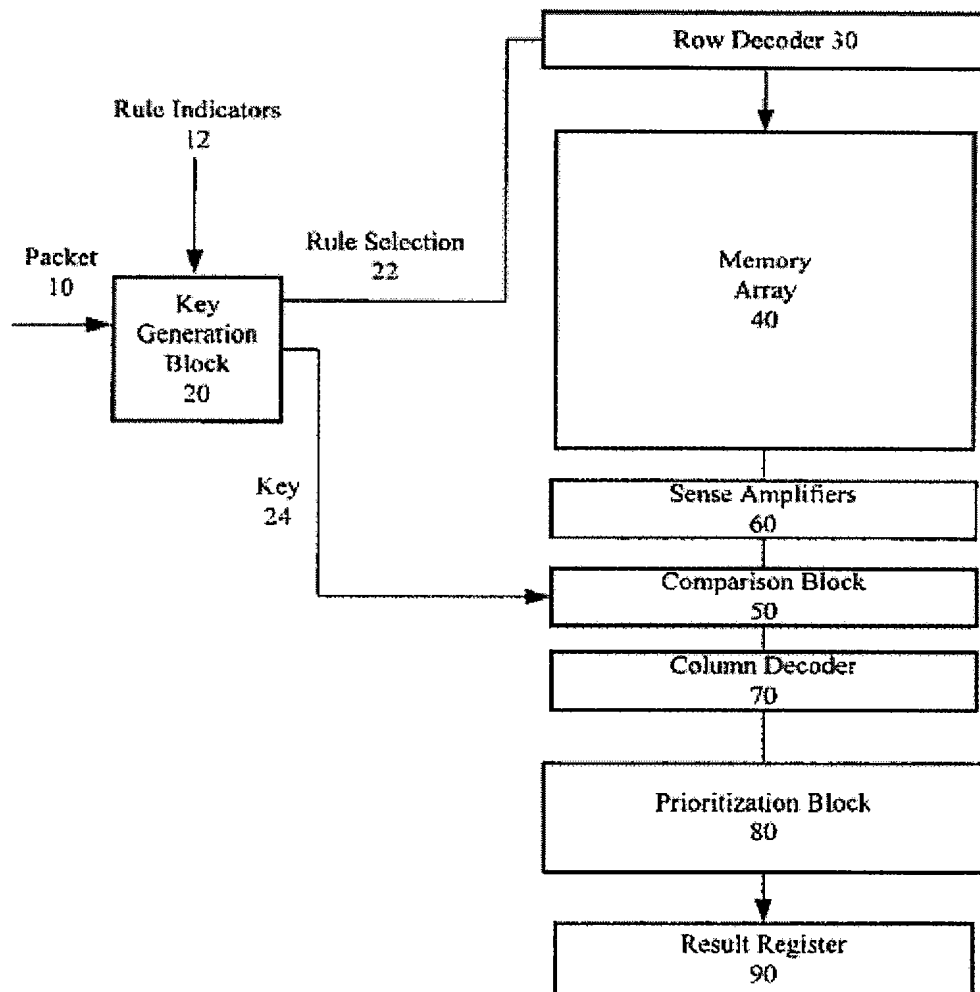 Row Decoder 30
Rule Indicators
12
Packet
10
Rule Selection
22
Key
Generation
Block
20
Memory
Array
40
Key
24
Sense Amplifiers
60
Comparison Block
50
Column Decoder
70
Prioritization Block
80
Result Register
90